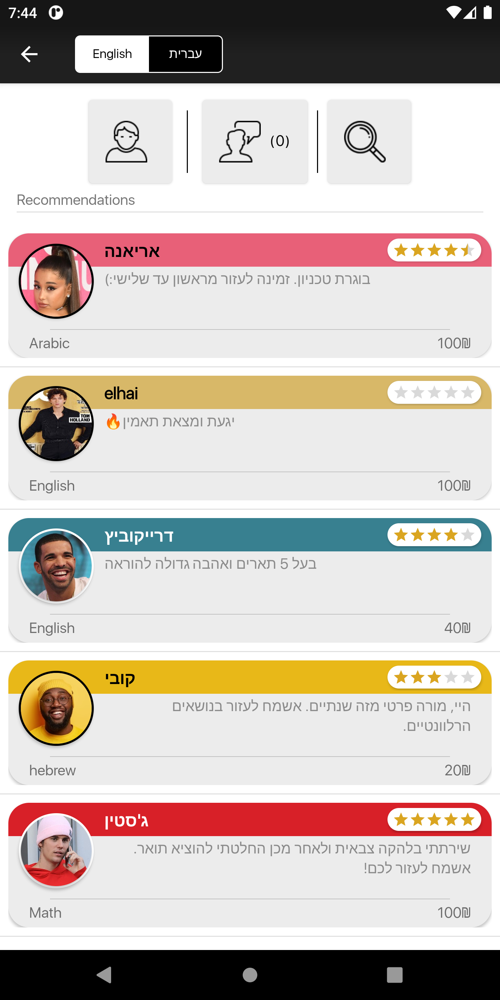 7:44
English
עברית
(0)
Recommendations
אריאנה
בוגרת טכניון. זמינה לעזור מראשון עד שלישי:)
Arabic
100₪
elhai
יגעת ומצאת תאמין🔥
TOM
HOLLAND
English
100₪
דרייקוביץ
בעל 5 תארים ואהבה גדולה להוראה
English
40₪
קובי
היי, מורה פרטי מזה שנתיים. אשמח לעזור בנושאים
הרלוונטיים.
hebrew
20₪
ג'סטין
שירתתי בלהקה צבאית ולאחר מכן החלטתי להוציא תואר.
אשמח לעזור לכם!
Math
100₪